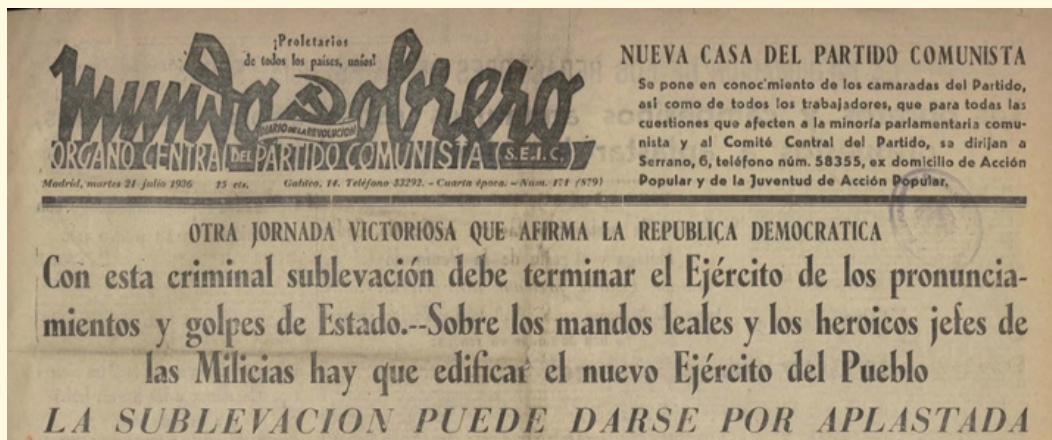 ¡Proletarios
de todos los países, uníos!
mundo obrero
DIARIO DE LA REVOLUCION
ORGANO CENTRAL DEL PARTIDO COMUNISTA (S.E.I.C.)
Madrid, martes 21 julio 1936 15 cts. Galileo, 14. Teléfono 33292. - Cuarta época. - Núm. 171 (879)
NUEVA CASA DEL PARTIDO COMUNISTA
Se pone en conocimiento de los camaradas del Partido,
así como de todos los trabajadores, que para todas las
cuestiones que afecten a la minoría parlamentaria comu-
nista y al Comité Central del Partido, se dirijan a
Serrano, 6, teléfono núm. 58355, ex domicilio de Acción
Popular y de la Juventud de Acción Popular.
OTRA JORNADA VICTORIOSA QUE AFIRMA LA REPUBLICA DEMOCRATICA
Con esta criminal sublevación debe terminar el Ejército de los pronuncia-
mientos y golpes de Estado.--Sobre los mandos leales y los heroicos jefes de
las Milicias hay que edificar el nuevo Ejército del Pueblo
LA SUBLEVACION PUEDE DARSE POR APLASTADA